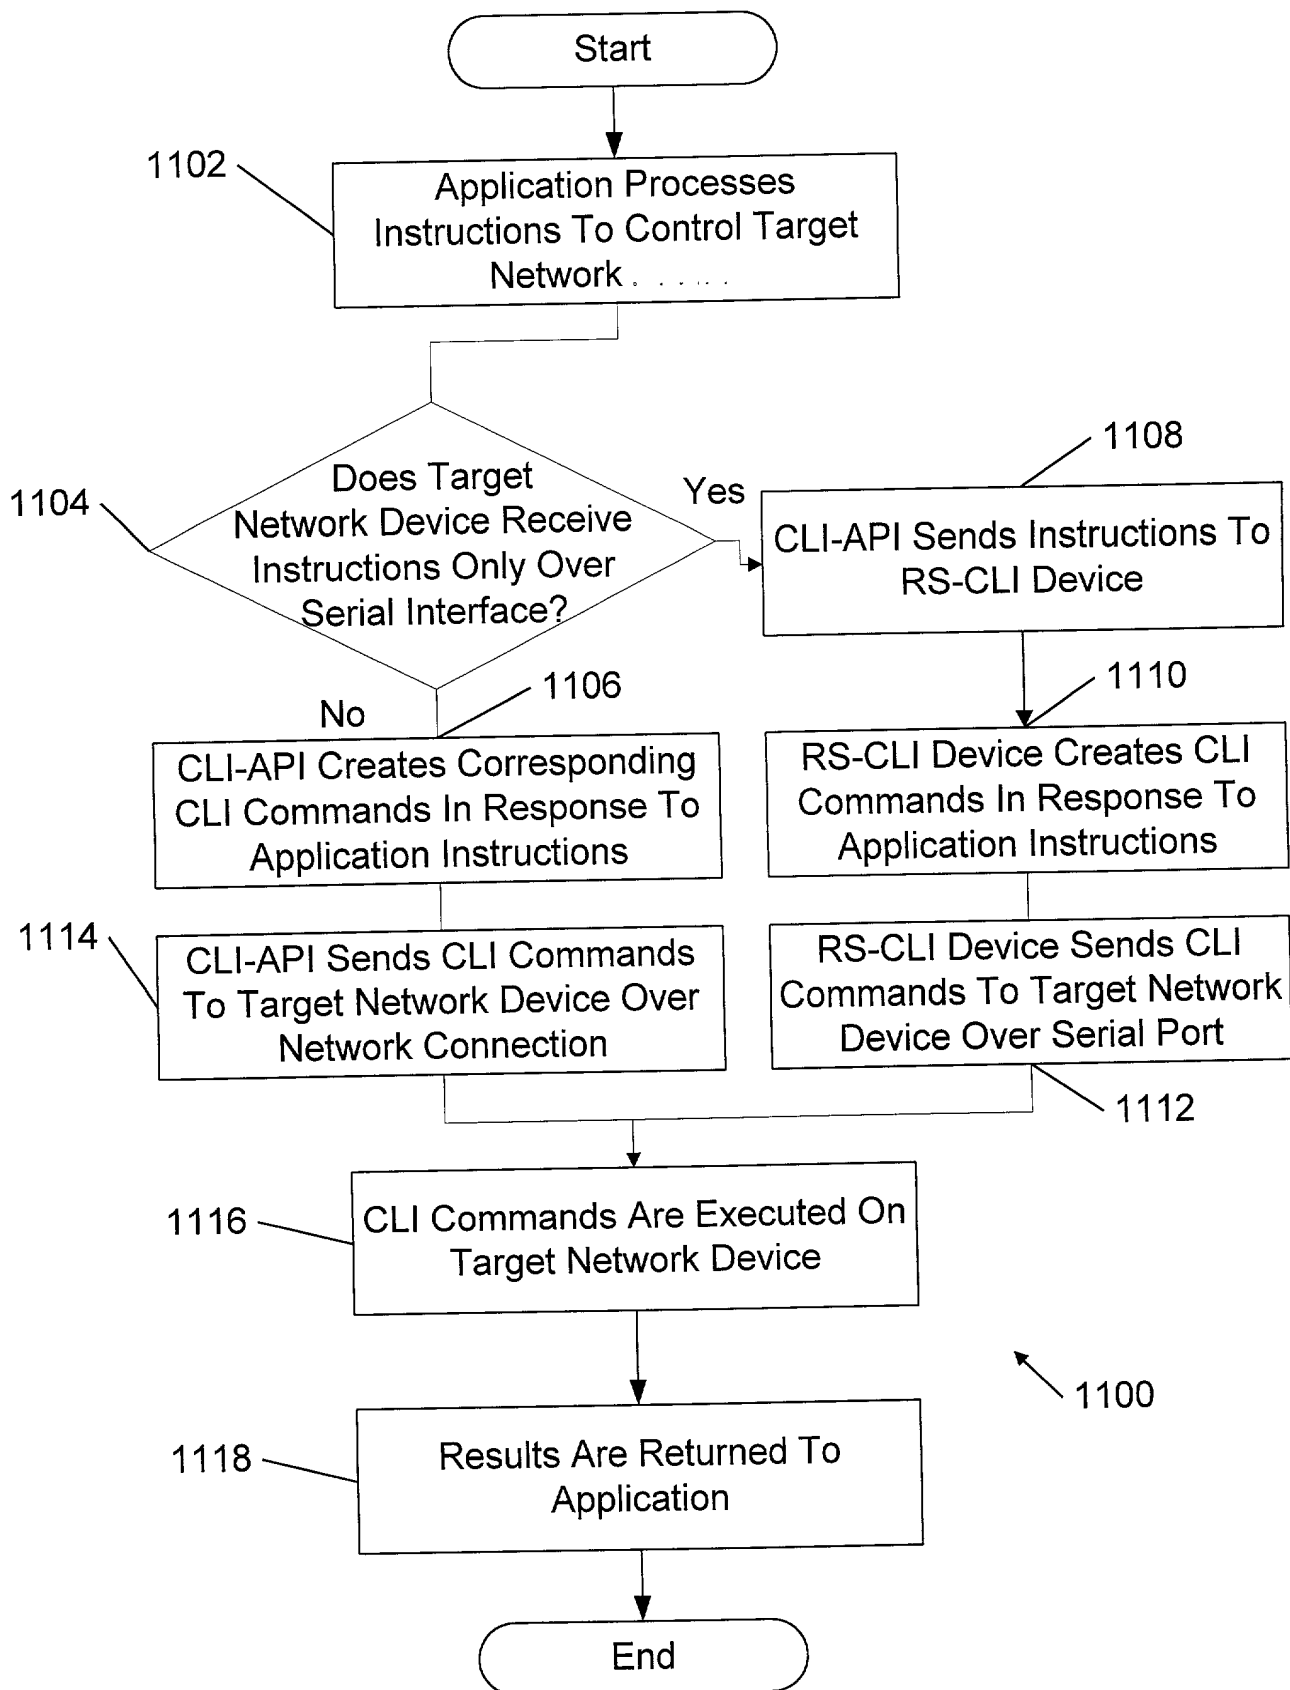 Start
1102
Application Processes
Instructions To Control Target
Network
1104
Does Target
Network Device Receive
Instructions Only Over
Serial Interface?
Yes
1108
CLI-API Sends Instructions To
RS-CLI Device
No
1106
CLI-API Creates Corresponding
CLI Commands In Response To
Application Instructions
1110
RS-CLI Device Creates CLI
Commands In Response To
Application Instructions
1114
CLI-API Sends CLI Commands
To Target Network Device Over
Network Connection
RS-CLI Device Sends CLI
Commands To Target Network
Device Over Serial Port
1112
1116
CLI Commands Are Executed On
Target Network Device
1100
1118
Results Are Returned To
Application
End